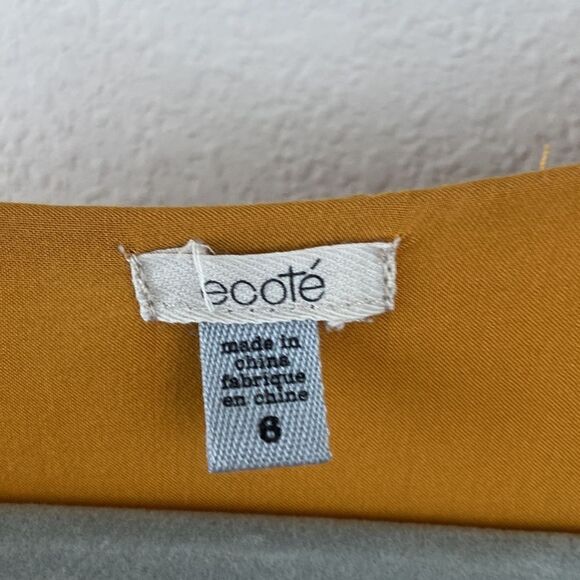 ecoté
made in
china
fabrique
en chine
6